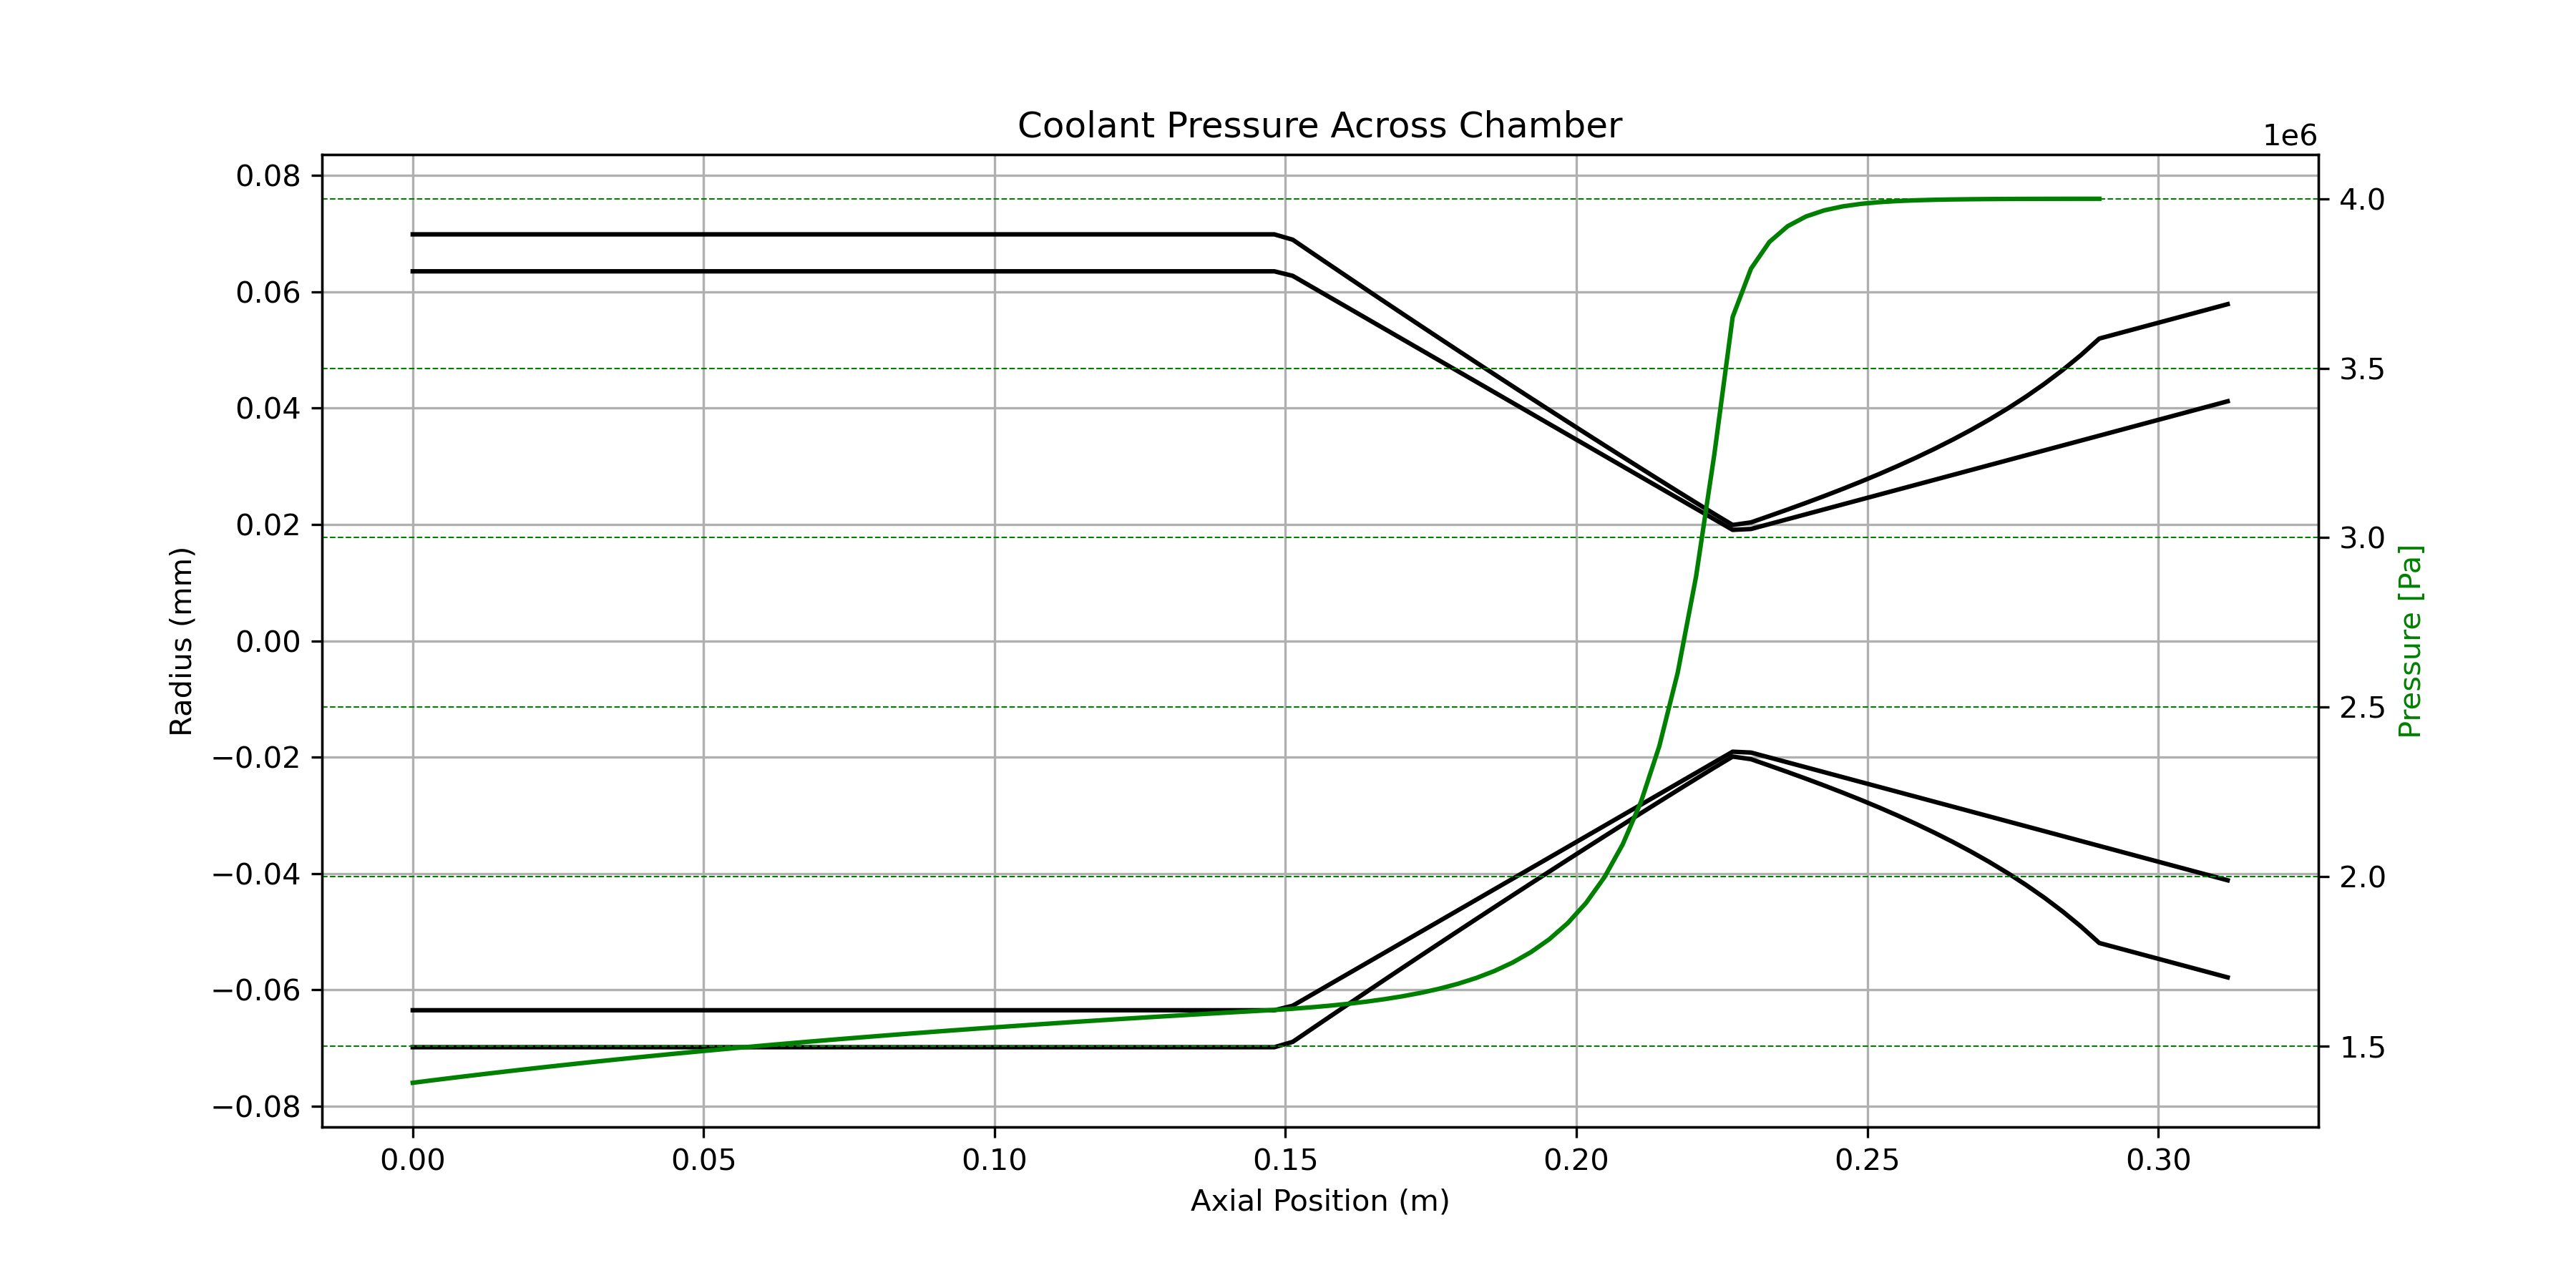 Coolant Pressure Across Chamber
1e6
0.08
0.06
0.04
0.02
0.00
−0.02
−0.04
−0.06
−0.08
Radius (mm)
4.0
3.5
3.0
2.5
2.0
1.5
Pressure [Pa]
0.00 0.05 0.10 0.15 0.20 0.25 0.30
Axial Position (m)